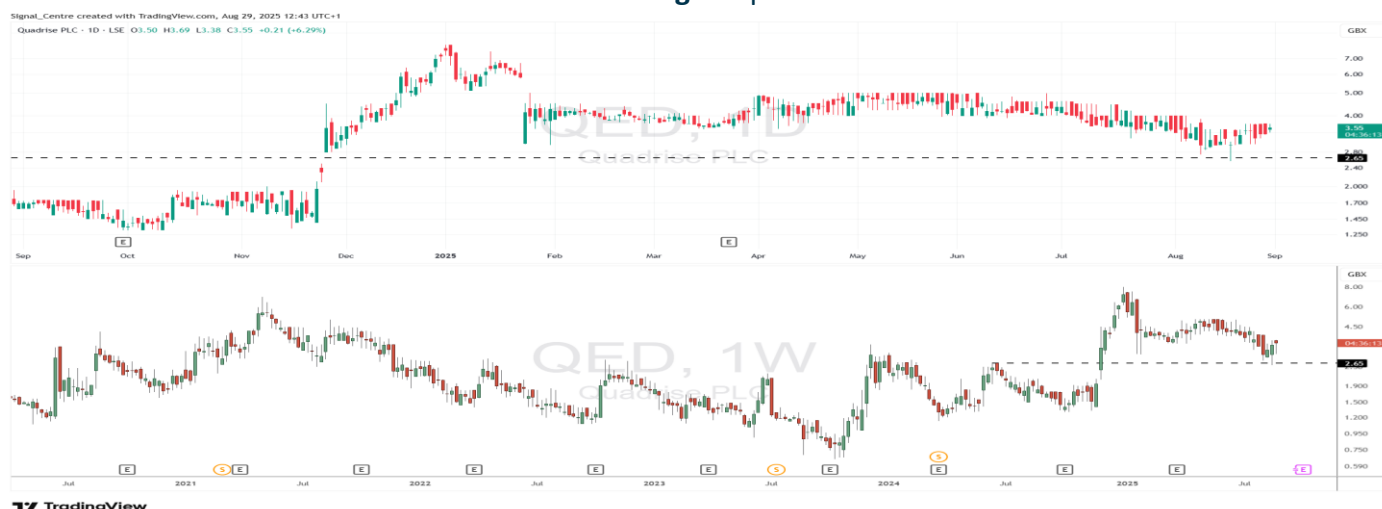 Signal_Centre created with TradingView.com, Aug 29, 2025 12:43 UTC+1
Quadrise PLC · 1D · LSE O3.50 H3.69 L3.38 C3.55 +0.21 (+6.29%)
GBX
7.00
6.00
5.00
4.00
QED, 1D
Quadrise PLC
3.55
04:36:13
2.80
2.65
2.40
2.000
1.700
1.450
1.250
E E
Sep Oct Nov Dec 2025 Feb Mar Apr May Jun Jul Aug Sep
GBX
8.00
6.00
4.50
QED, 1W
Quadrise PLC
04:36:13
2.65
1.900
1.500
1.200
0.950
0.750
0.590
S
E S E E E E E S E E E E E
Jul 2021 Jul 2022 Jul 2023 Jul 2024 Jul 2025 Jul
TradingView